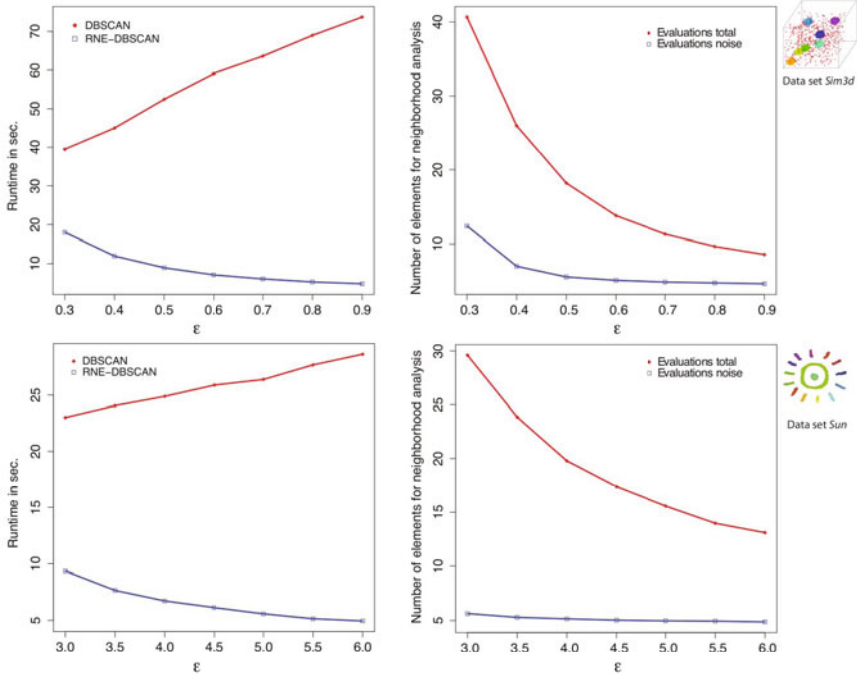 DBSCAN
RNE-DBSCAN
Runtime in sec.
70
60
50
40
30
20
10
0.3 0.4 0.5 0.6 0.7 0.8 0.9
ε
Evaluations total
Evaluations noise
Number of elements for neighborhood analysis
40
30
20
10
0.3 0.4 0.5 0.6 0.7 0.8 0.9
ε
Data set Sim3d
DBSCAN
RNE-DBSCAN
Runtime in sec.
25
20
15
10
5
3.0 3.5 4.0 4.5 5.0 5.5 6.0
ε
Evaluations total
Evaluations noise
Number of elements for neighborhood analysis
30
25
20
15
10
5
3.0 3.5 4.0 4.5 5.0 5.5 6.0
ε
Data set Sun